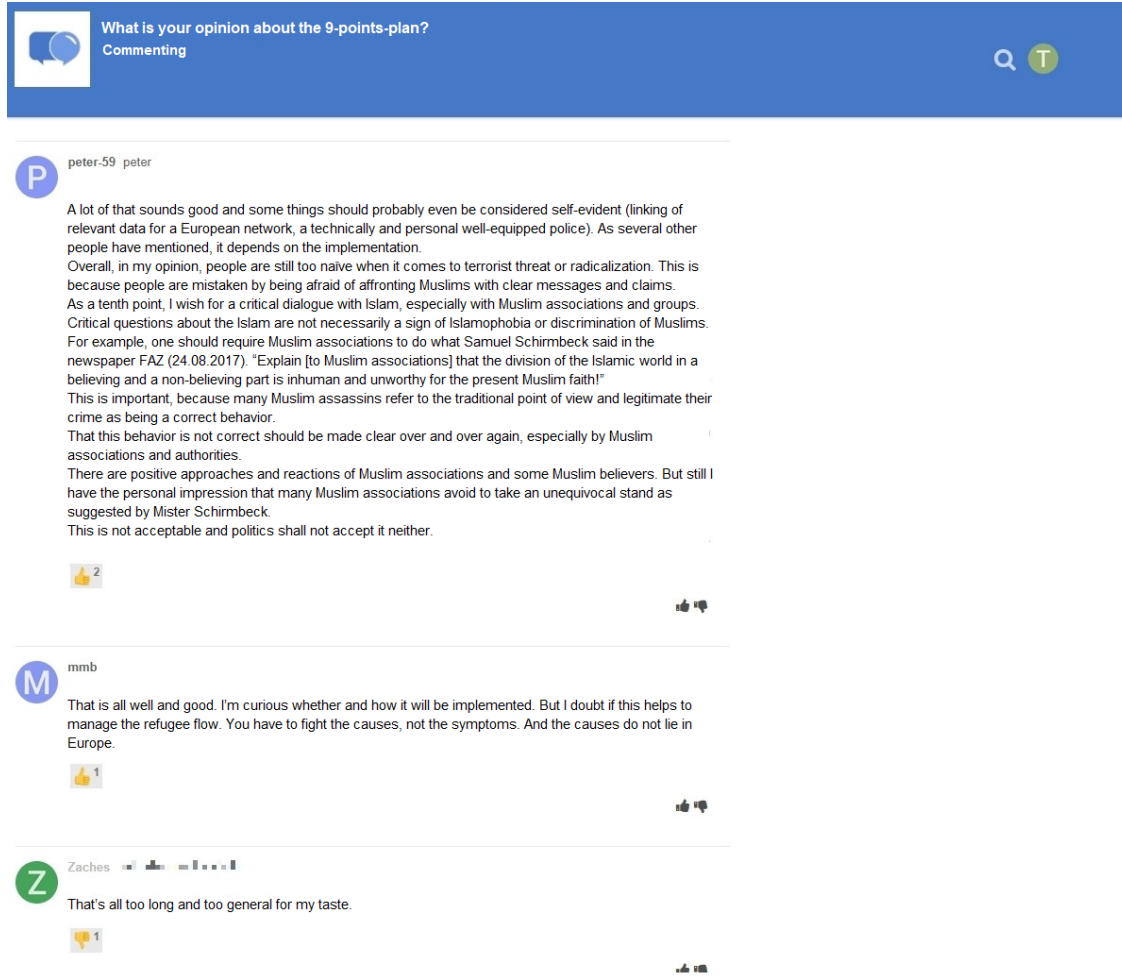 What is your opinion about the 9-points-plan?
Commenting
T
P
peter-59 peter
A lot of that sounds good and some things should probably even be considered self-evident (linking of
relevant data for a European network, a technically and personal well-equipped police). As several other
people have mentioned, it depends on the implementation.
Overall, in my opinion, people are still too naïve when it comes to terrorist threat or radicalization. This is
because people are mistaken by being afraid of affronting Muslims with clear messages and claims.
As a tenth point, I wish for a critical dialogue with Islam, especially with Muslim associations and groups.
Critical questions about the Islam are not necessarily a sign of Islamophobia or discrimination of Muslims.
For example, one should require Muslim associations to do what Samuel Schirmbeck said in the
newspaper FAZ (24.08.2017). “Explain [to Muslim associations] that the division of the Islamic world in a
believing and a non-believing part is inhuman and unworthy for the present Muslim faith!”
This is important, because many Muslim assassins refer to the traditional point of view and legitimate their
crime as being a correct behavior.
That this behavior is not correct should be made clear over and over again, especially by Muslim
associations and authorities.
There are positive approaches and reactions of Muslim associations and some Muslim believers. But still I
have the personal impression that many Muslim associations avoid to take an unequivocal stand as
suggested by Mister Schirmbeck.
This is not acceptable and politics shall not accept it neither.
2
M
mmb
That is all well and good. I’m curious whether and how it will be implemented. But I doubt if this helps to
manage the refugee flow. You have to fight the causes, not the symptoms. And the causes do not lie in
Europe.
1
Z
Zaches
That’s all too long and too general for my taste.
1